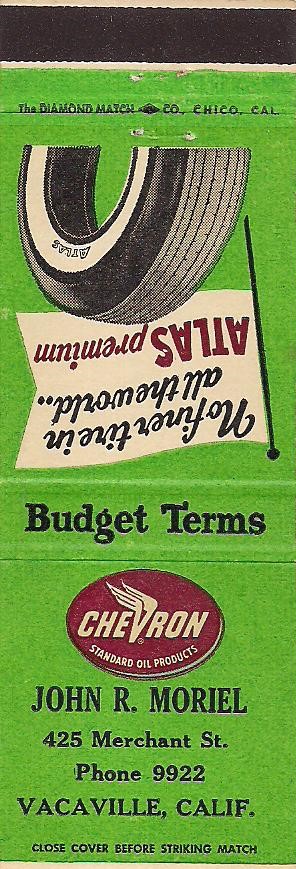 The DIAMOND MATCH CO., CHICO, CAL.
ATLAS
No finer tire in
all the world..
ATLAS premium
Budget Terms
CHEVRON
®
STANDARD OIL PRODUCTS
JOHN R. MORIEL
425 Merchant St.
Phone 9922
VACAVILLE, CALIF.
CLOSE COVER BEFORE STRIKING MATCH